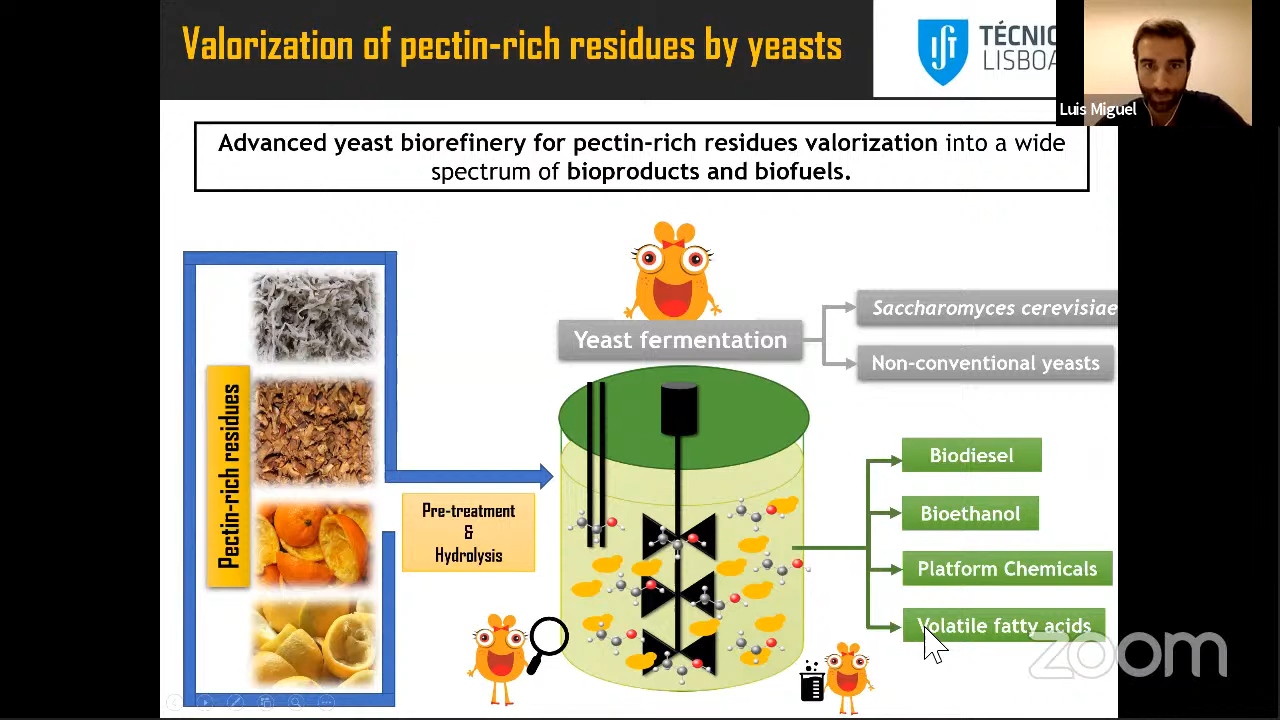 Valorization of pectin-rich residues by yeasts
TÉCNIC
LISBOA
Luis Miguel
Advanced yeast biorefinery for pectin-rich residues valorization into a wide
spectrum of bioproducts and biofuels.
Pectin-rich residues
Pre-treatment
&
Hydrolysis
Yeast fermentation
Saccharomyces cerevisiae
Non-conventional yeasts
Biodiesel
Bioethanol
Platform Chemicals
Volatile fatty acids
zoom